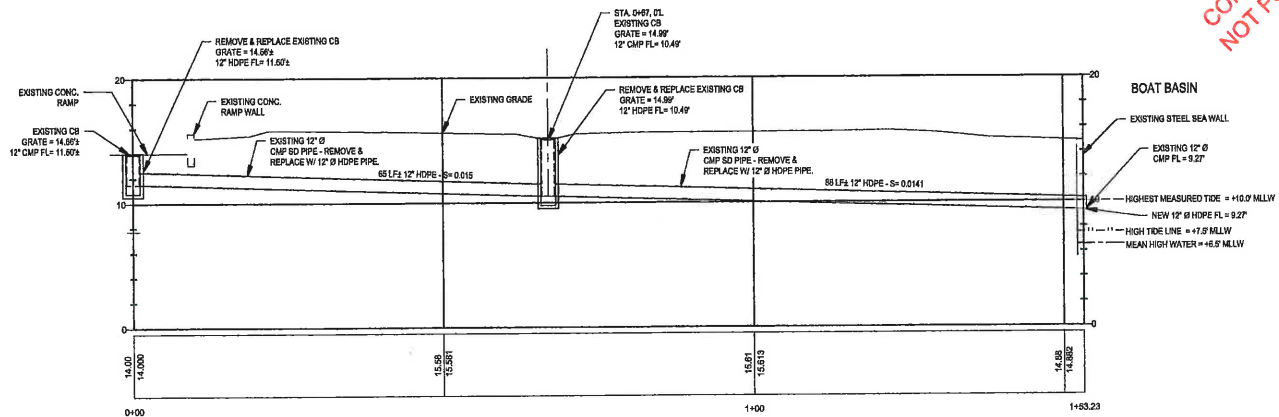 STA. 0+67, 0'L
EXISTING CB
GRATE = 14.99'
12" CMP FL = 10.49'
NOT
REMOVE & REPLACE EXISTING CB
GRATE = 14.56'±
12" HDPE FL= 11.50'±
20
20
BOAT BASIN
EXISTING CONC.
RAMP
EXISTING CONC.
RAMP WALL
EXISTING GRADE
REMOVE & REPLACE EXISTING CB
GRATE = 14.99'
12" HDPE FL= 10.49'
EXISTING STEEL SEA WALL
EXISTING CB
GRATE = 14.56'±
12" CMP FL= 11.50'±
EXISTING 12" Ø
CMP SD PIPE - REMOVE &
REPLACE W/ 12" Ø HDPE PIPE.
EXISTING 12" Ø
CMP SD PIPE - REMOVE &
REPLACE W/ 12" Ø HDPE PIPE.
EXISTING 12" Ø
CMP FL = 9.27'
65 LF± 12" HDPE - S= 0.015
86 LF± 12" HDPE - S= 0.0141
10
10
HIGHEST MEASURED TIDE = +10.0' MLLW
NEW 12" Ø HDPE FL = 9.27'
HIGH TIDE LINE = +7.5' MLLW
MEAN HIGH WATER = +6.5' MLLW
0
0
14.00
14.000
15.58
15.581
15.61
15.613
14.88
14.882
0+00
1+00
1+53.23